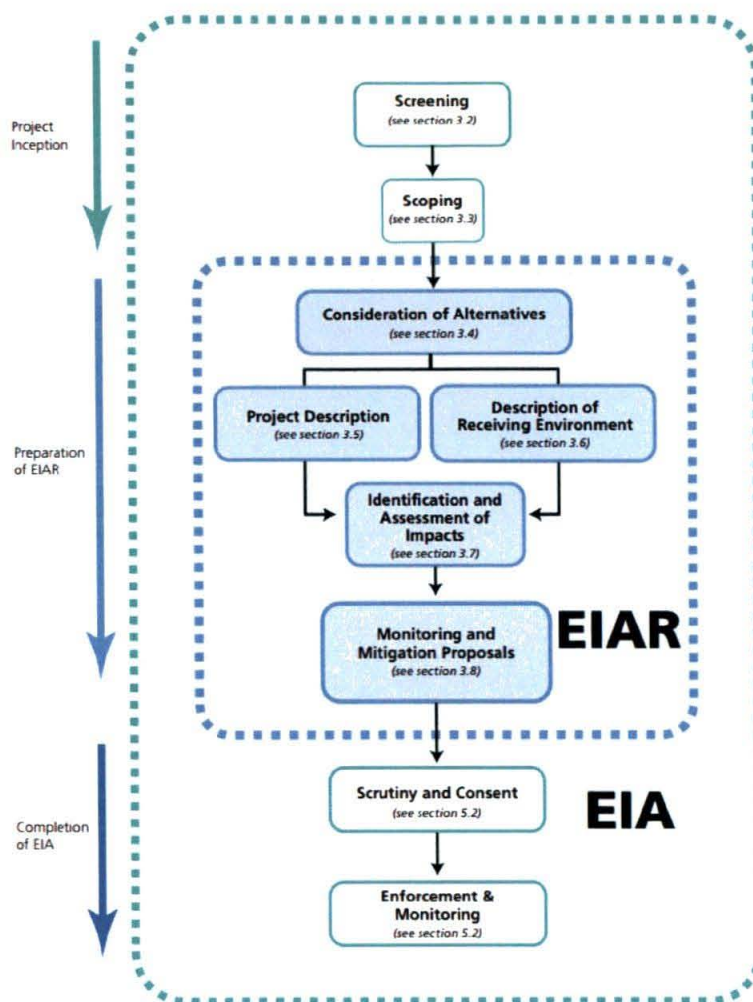 Project
Inception
Screening
(see section 3.2)
Scoping
(see section 3.3)
Consideration of Alternatives
(see section 3.4)
Project Description
(see section 3.5)
Description of
Receiving Environment
(see section 3.6)
Preparation
of EIAR
Identification and
Assessment of
Impacts
(see section 3.7)
Monitoring and
Mitigation Proposals
(see section 3.8)
EIAR
Scrutiny and Consent
(see section 5.2)
EIA
Completion
of EIA
Enforcement &
Monitoring
(see section 5.2)